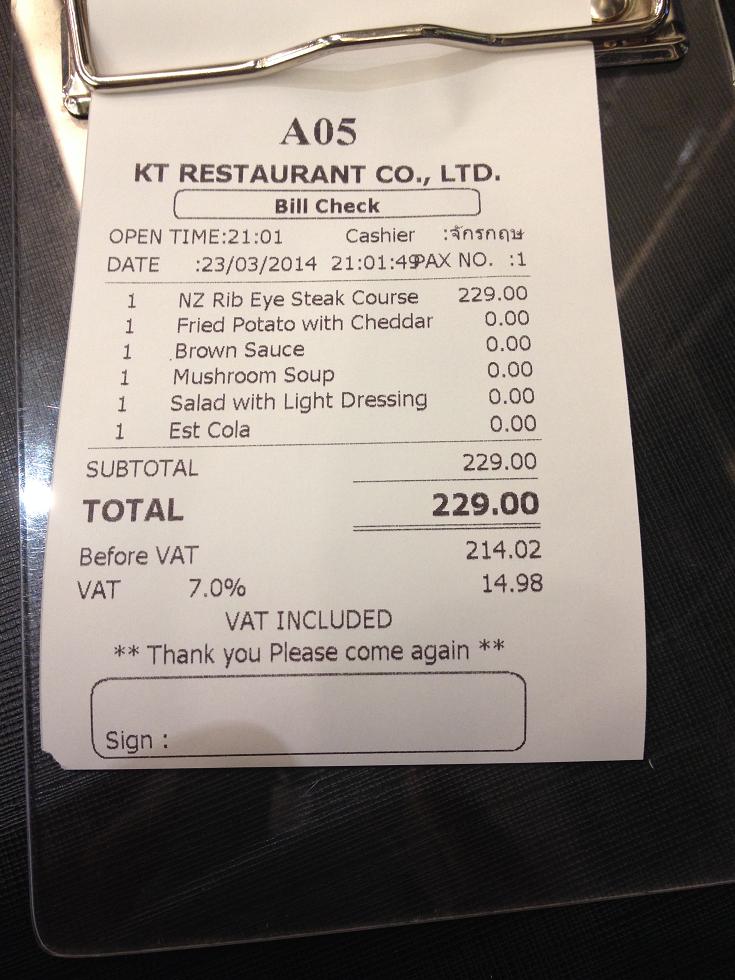 A05
KT RESTAURANT CO., LTD.
Bill Check
OPEN TIME:21:01 Cashier :จักรกฤษ
DATE :23/03/2014 21:01:49PAX NO. :1
1 NZ Rib Eye Steak Course 229.00
1 Fried Potato with Cheddar 0.00
1 .Brown Sauce 0.00
1 Mushroom Soup 0.00
1 Salad with Light Dressing 0.00
1 Est Cola 0.00
SUBTOTAL 229.00
TOTAL 229.00
Before VAT 214.02
VAT 7.0% 14.98
VAT INCLUDED
** Thank you Please come again **
Sign :